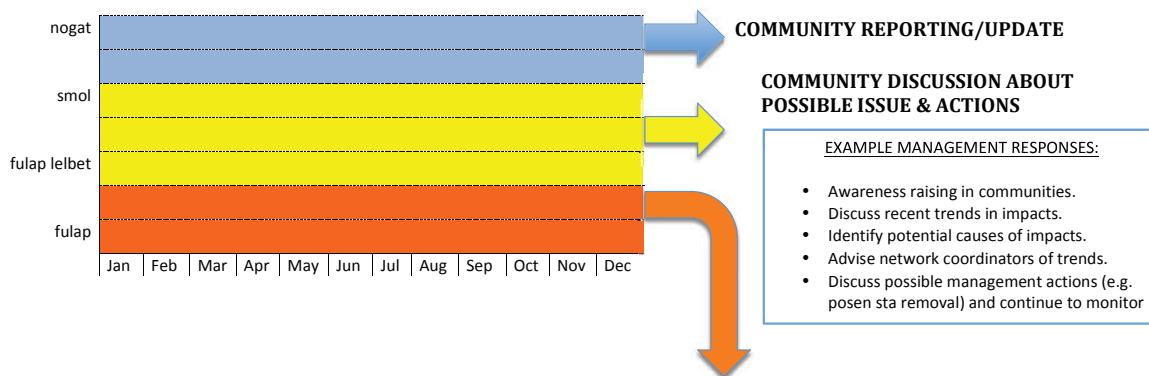 nogat
smol
fulap lelbet
fulap
Jan Feb Mar Apr May Jun Jul Aug Sep Oct Nov Dec
COMMUNITY REPORTING/UPDATE
COMMUNITY DISCUSSION ABOUT
POSSIBLE ISSUE & ACTIONS
EXAMPLE MANAGEMENT RESPONSES:
• Awareness raising in communities.
• Discuss recent trends in impacts.
• Identify potential causes of impacts.
• Advise network coordinators of trends.
• Discuss possible management actions (e.g.
posen sta removal) and continue to monitor